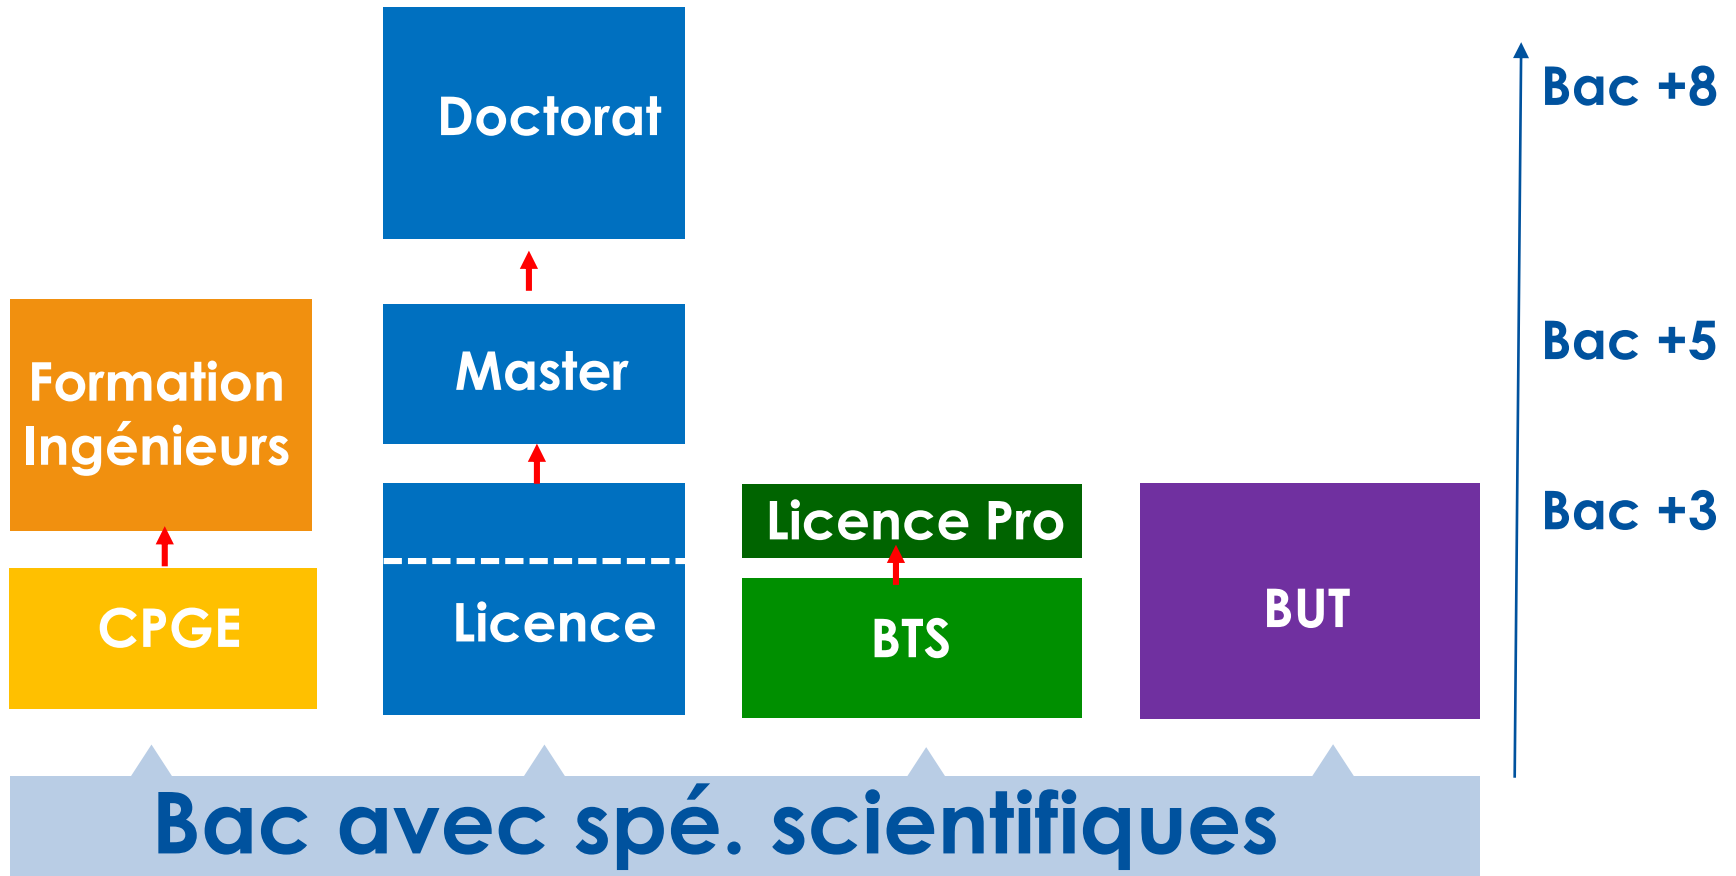 Doctorat
Bac +8
Formation
Ingénieurs
Master
Bac +5
Licence Pro
Bac +3
CPGE
Licence
BTS
BUT
Bac avec spé. scientifiques